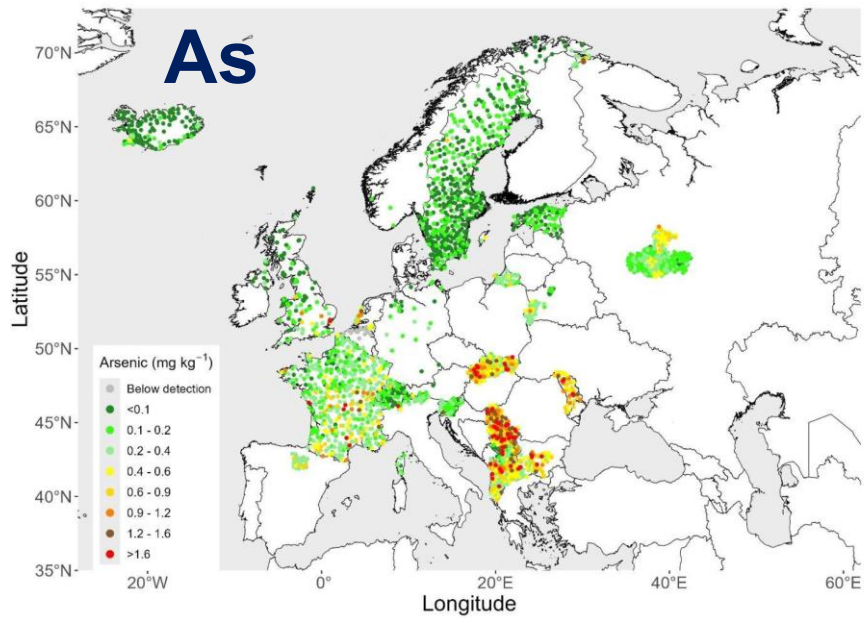 As
70°N
65°N
60°N
55°N
50°N
45°N
40°N
35°N
Latitude
Arsenic (mg kg⁻¹)
Below detection
<0.1
0.1 - 0.2
0.2 - 0.4
0.4 - 0.6
0.6 - 0.9
0.9 - 1.2
1.2 - 1.6
>1.6
20°W
0°
20°E
40°E
60°E
Longitude